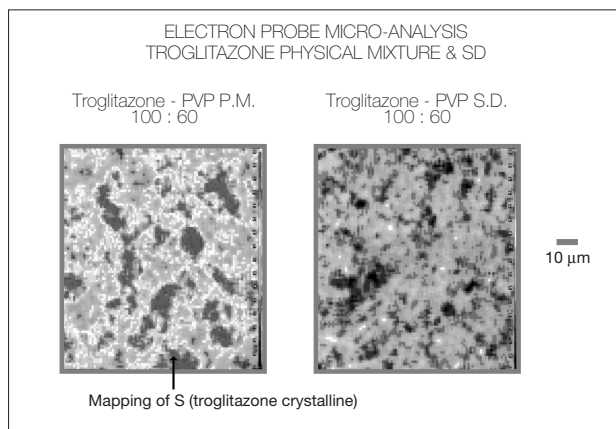 ELECTRON PROBE MICRO-ANALYSIS
TROGLITAZONE PHYSICAL MIXTURE & SD
Troglitazone - PVP P.M.
100 : 60
Troglitazone - PVP S.D.
100 : 60
10 μm
Mapping of S (troglitazone crystalline)